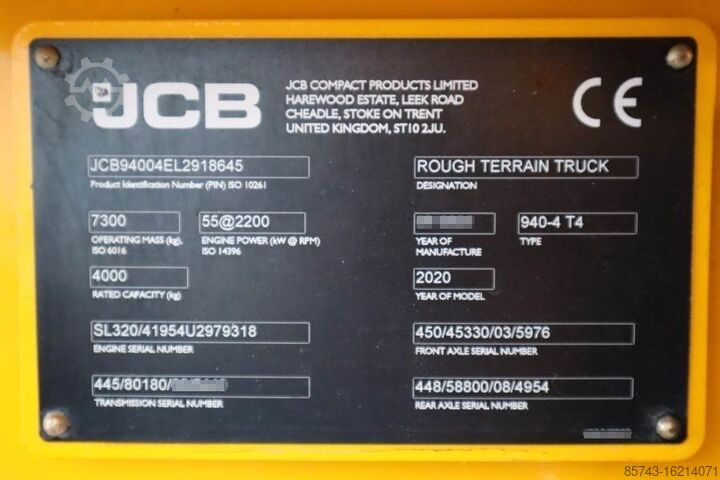 JCB
JCB COMPACT PRODUCTS LIMITED
HAREWOOD ESTATE, LEEK ROAD
CHEADLE, STOKE ON TRENT
UNITED KINGDOM, ST10 2JU.
CE
JCB94004EL2918645
Product Identification Number (PIN) ISO 10261
ROUGH TERRAIN TRUCK
DESIGNATION
7300
OPERATING MASS (kg),
ISO 6016
55@2200
ENGINE POWER (kW @ RPM)
ISO 14396
YEAR OF
MANUFACTURE
940-4 T4
TYPE
4000
RATED CAPACITY (kg)
2020
YEAR OF MODEL
SL320/41954U2979318
ENGINE SERIAL NUMBER
450/45330/03/5976
FRONT AXLE SERIAL NUMBER
445/80180/
TRANSMISSION SERIAL NUMBER
448/58800/08/4954
REAR AXLE SERIAL NUMBER
85743-16214071